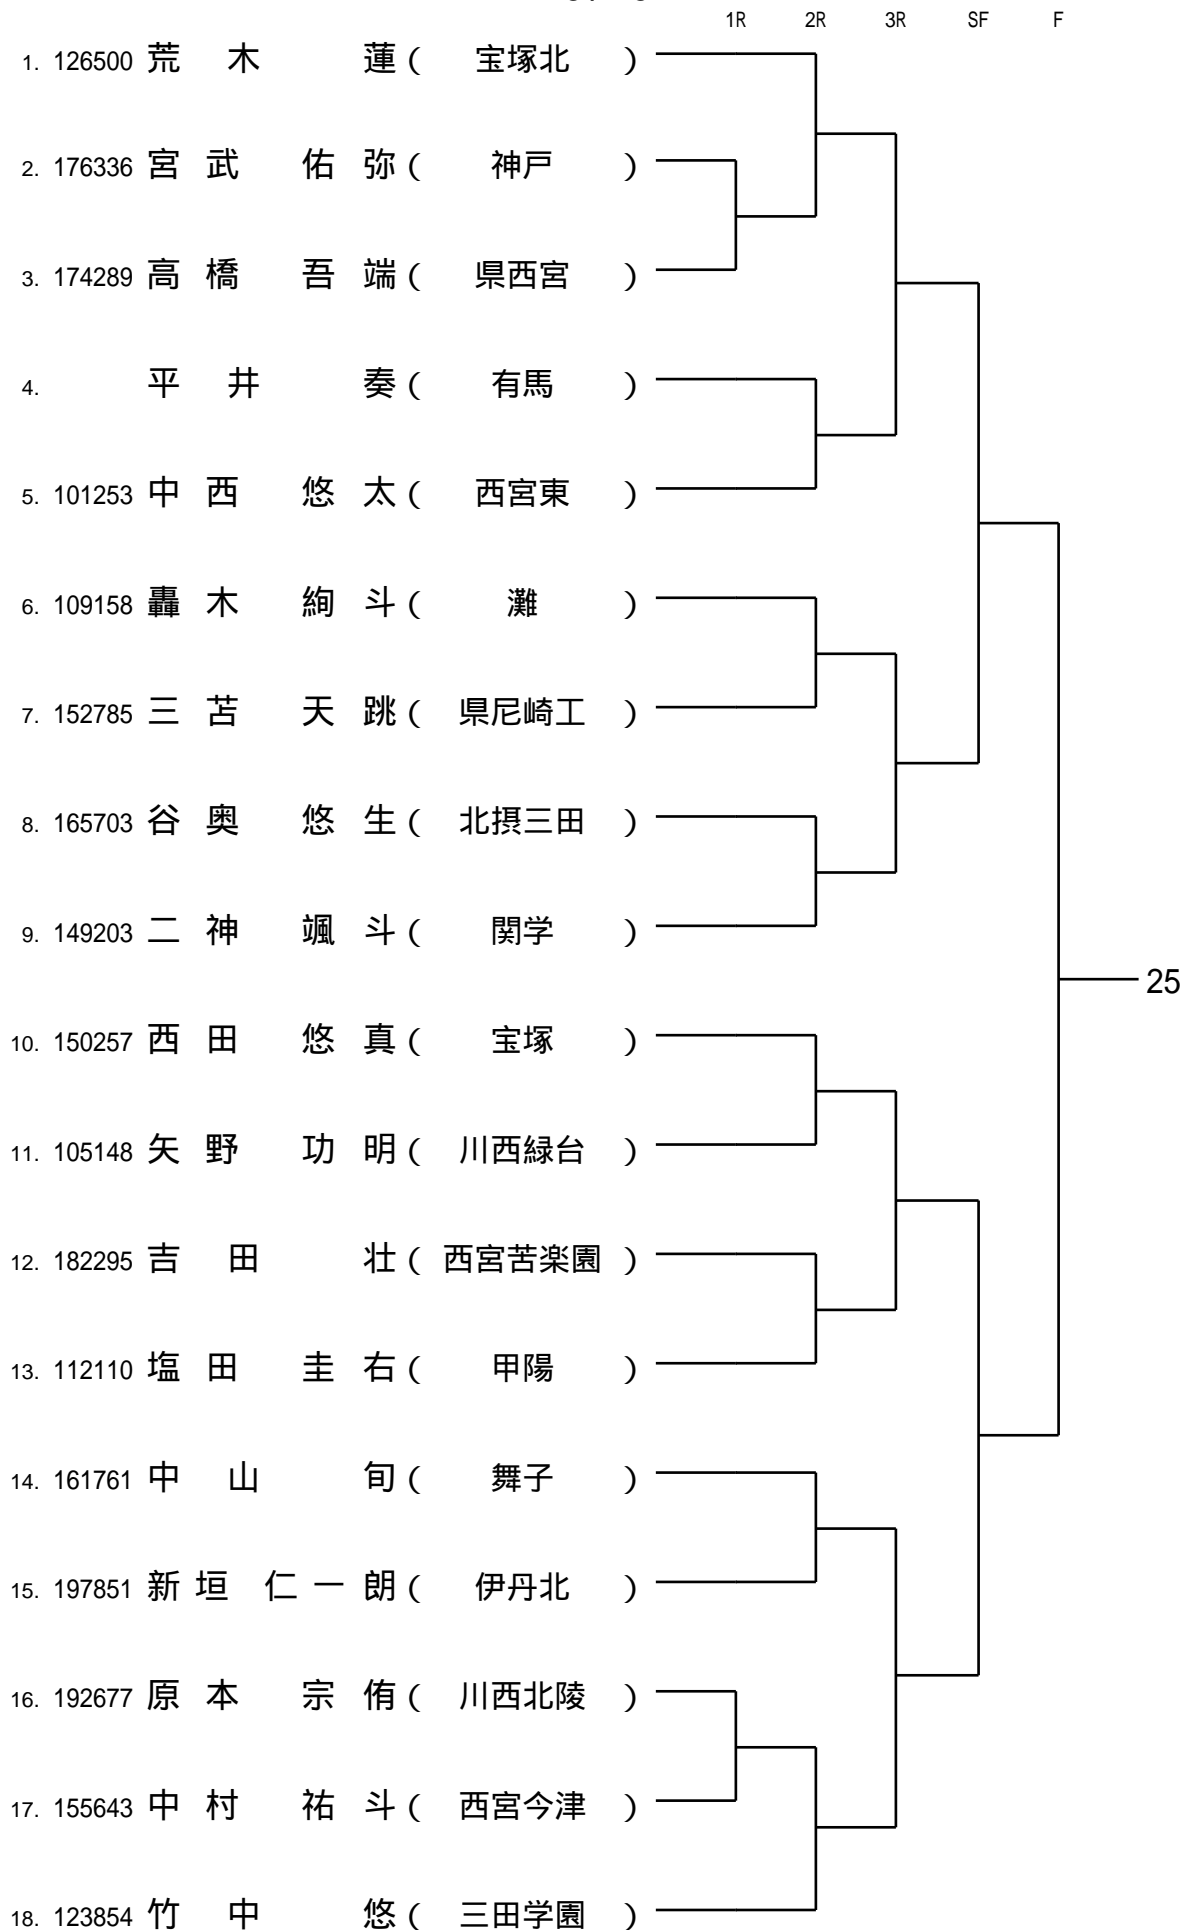 1R 2R 3R SF F
1. 126500 荒木 蓮 ( 宝塚北 )
2. 176336 宮武 佑弥 ( 神戸 )
3. 174289 高橋 吾端 ( 県西宮 )
4. 平井 奏 ( 有馬 )
5. 101253 中西 悠太 ( 西宮東 )
6. 109158 轟木 絢斗 ( 灘 )
7. 152785 三苫 天跳 ( 県尼崎工 )
8. 165703 谷奥 悠生 ( 北摂三田 )
9. 149203 二神 颯斗 ( 関学 )
25
10. 150257 西田 悠真 ( 宝塚 )
11. 105148 矢野 功明 ( 川西緑台 )
12. 182295 吉田 壮 ( 西宮苦楽園 )
13. 112110 塩田 圭右 ( 甲陽 )
14. 161761 中山 旬 ( 舞子 )
15. 197851 新垣 仁一朗 ( 伊丹北 )
16. 192677 原本 宗侑 ( 川西北陵 )
17. 155643 中村 祐斗 ( 西宮今津 )
18. 123854 竹中 悠 ( 三田学園 )